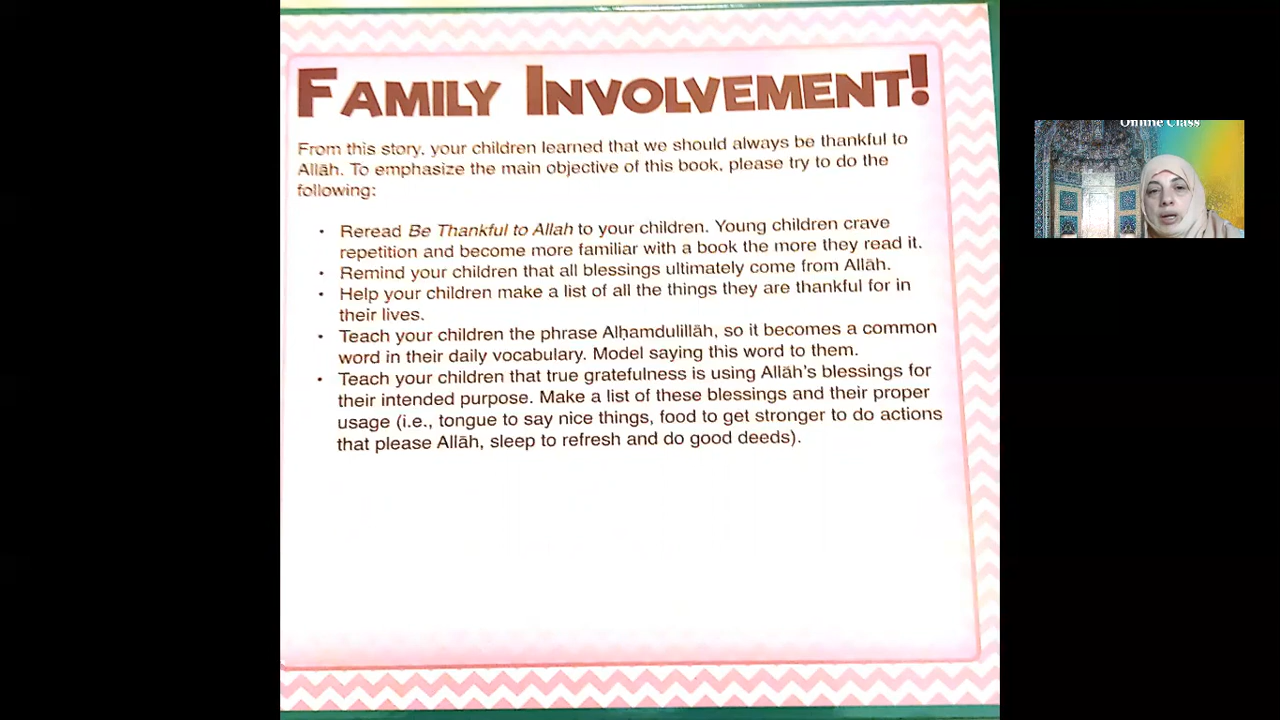 FAMILY INVOLVEMENT!
From this story, your children learned that we should always be thankful to
Allāh. To emphasize the main objective of this book, please try to do the
following:
• Reread Be Thankful to Allah to your children. Young children crave
repetition and become more familiar with a book the more they read it.
• Remind your children that all blessings ultimately come from Allāh.
• Help your children make a list of all the things they are thankful for in
their lives.
• Teach your children the phrase Alḥamdulillāh, so it becomes a common
word in their daily vocabulary. Model saying this word to them.
• Teach your children that true gratefulness is using Allāh's blessings for
their intended purpose. Make a list of these blessings and their proper
usage (i.e., tongue to say nice things, food to get stronger to do actions
that please Allāh, sleep to refresh and do good deeds).
Online Class